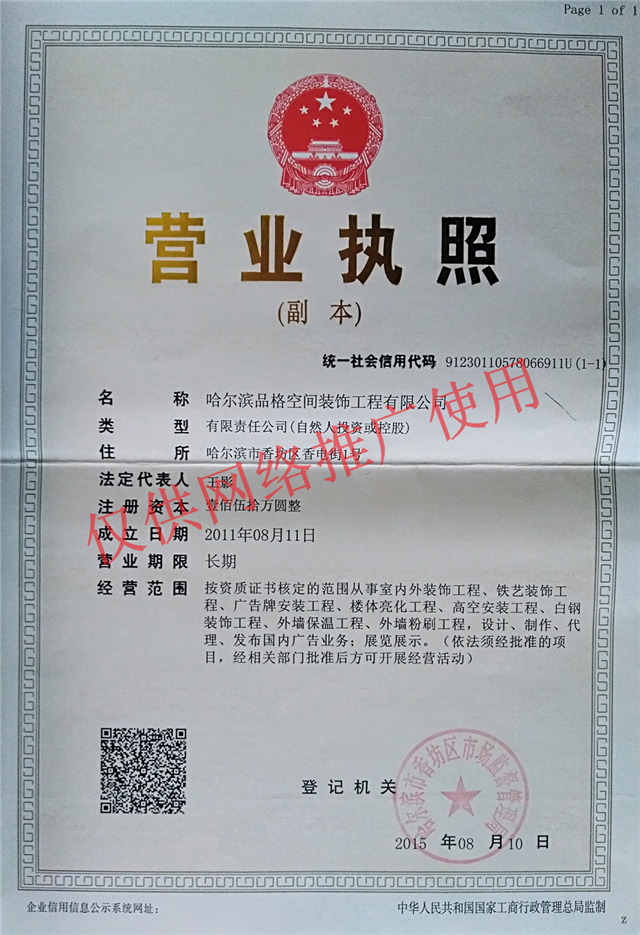 Page 1 of 1
营业执照
(副 本)
统一社会信用代码 91230110578066911U(1-1)
名 称 哈尔滨品格空间装饰工程有限公司
类 型 有限责任公司(自然人投资或控股)
住 所 哈尔滨市香坊区香电街1号
法定代表人 王影
注册资本 壹佰伍拾万圆整
成立日期 2011年08月11日
营业期限 长期
经营范围 按资质证书核定的范围从事室内外装饰工程、铁艺装饰工
程、广告牌安装工程、楼体亮化工程、高空安装工程、白钢
装饰工程、外墙保温工程、外墙粉刷工程，设计、制作、代
理、发布国内广告业务；展览展示。（依法须经批准的项
目，经相关部门批准后方可开展经营活动）
仅供网络推广使用
登记机关
哈尔滨市香坊区市场监督管理局
2015 年08 月10 日
企业信用信息公示系统网址：
中华人民共和国国家工商行政管理总局监制
Z